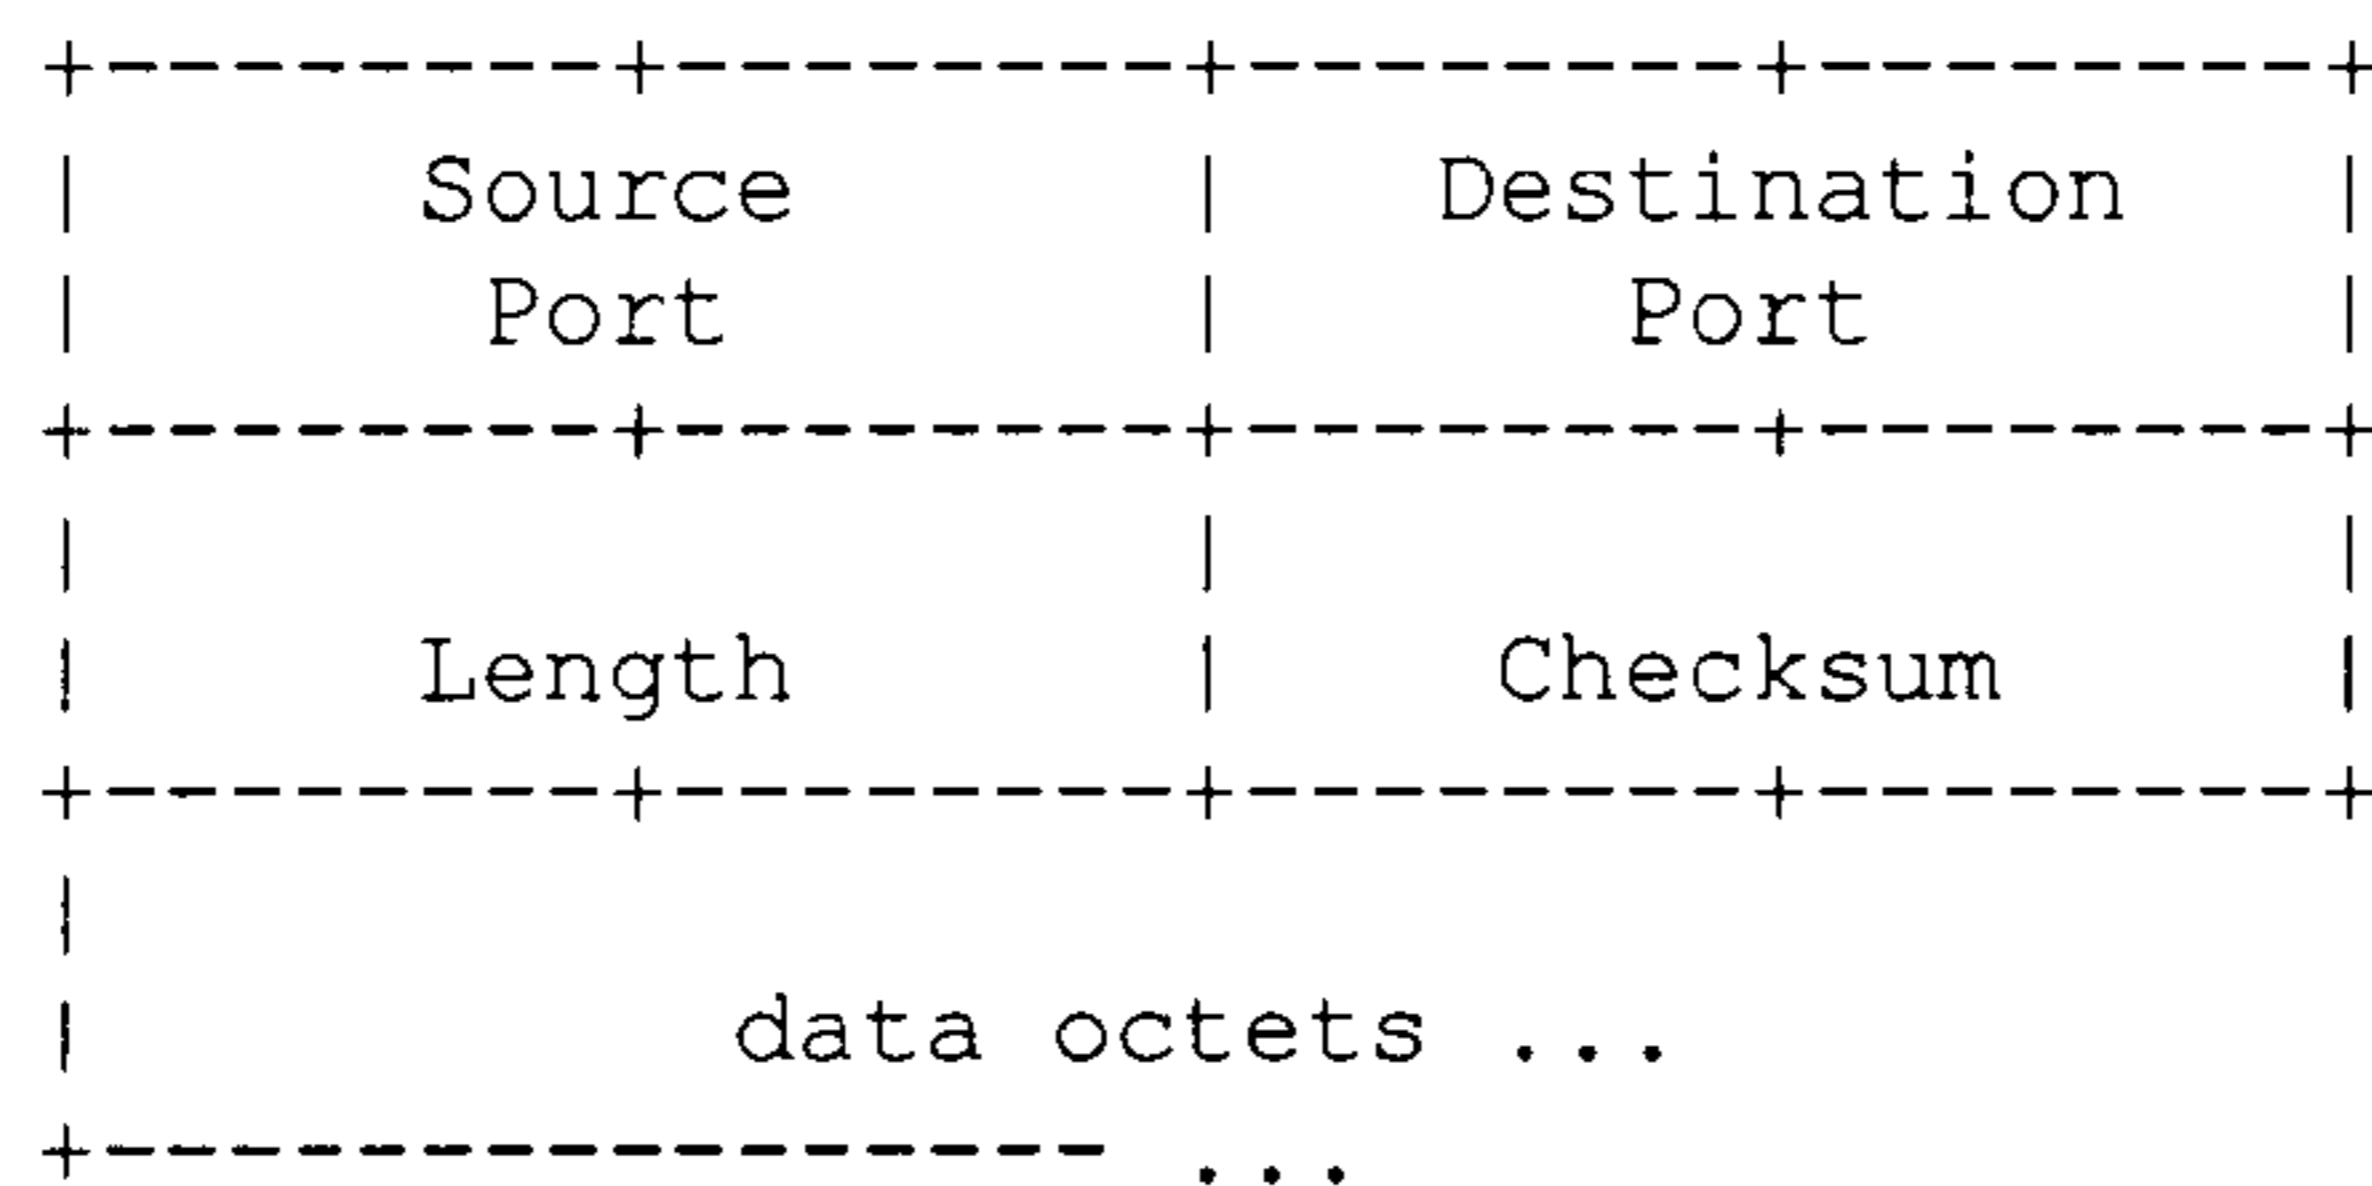 +--------+--------+--------+--------+
|     Source      |   Destination   |
|      Port       |      Port       |
+--------+--------+--------+--------+
|                 |                 |
|     Length      |    Checksum     |
+--------+--------+--------+--------+
|
|          data octets ...
+---------------- ...